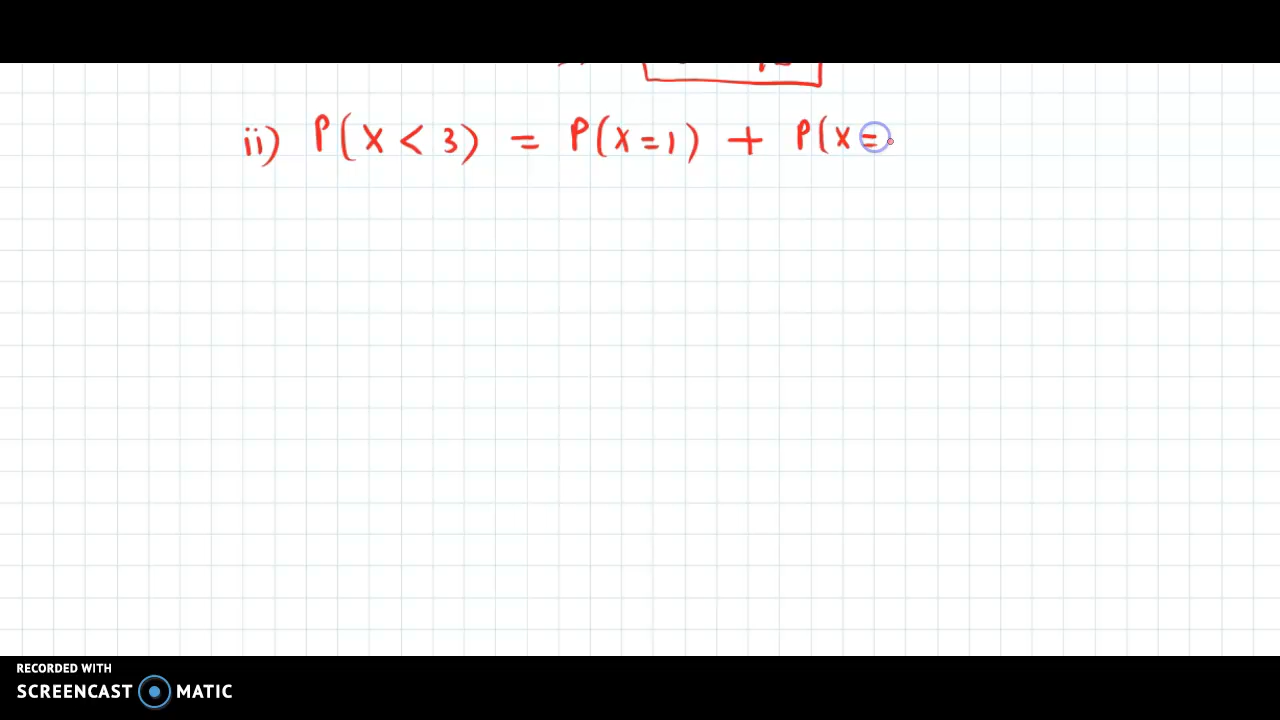 ii) P(X < 3) = P(X=1) + P(X=
RECORDED WITH
SCREENCAST MATIC